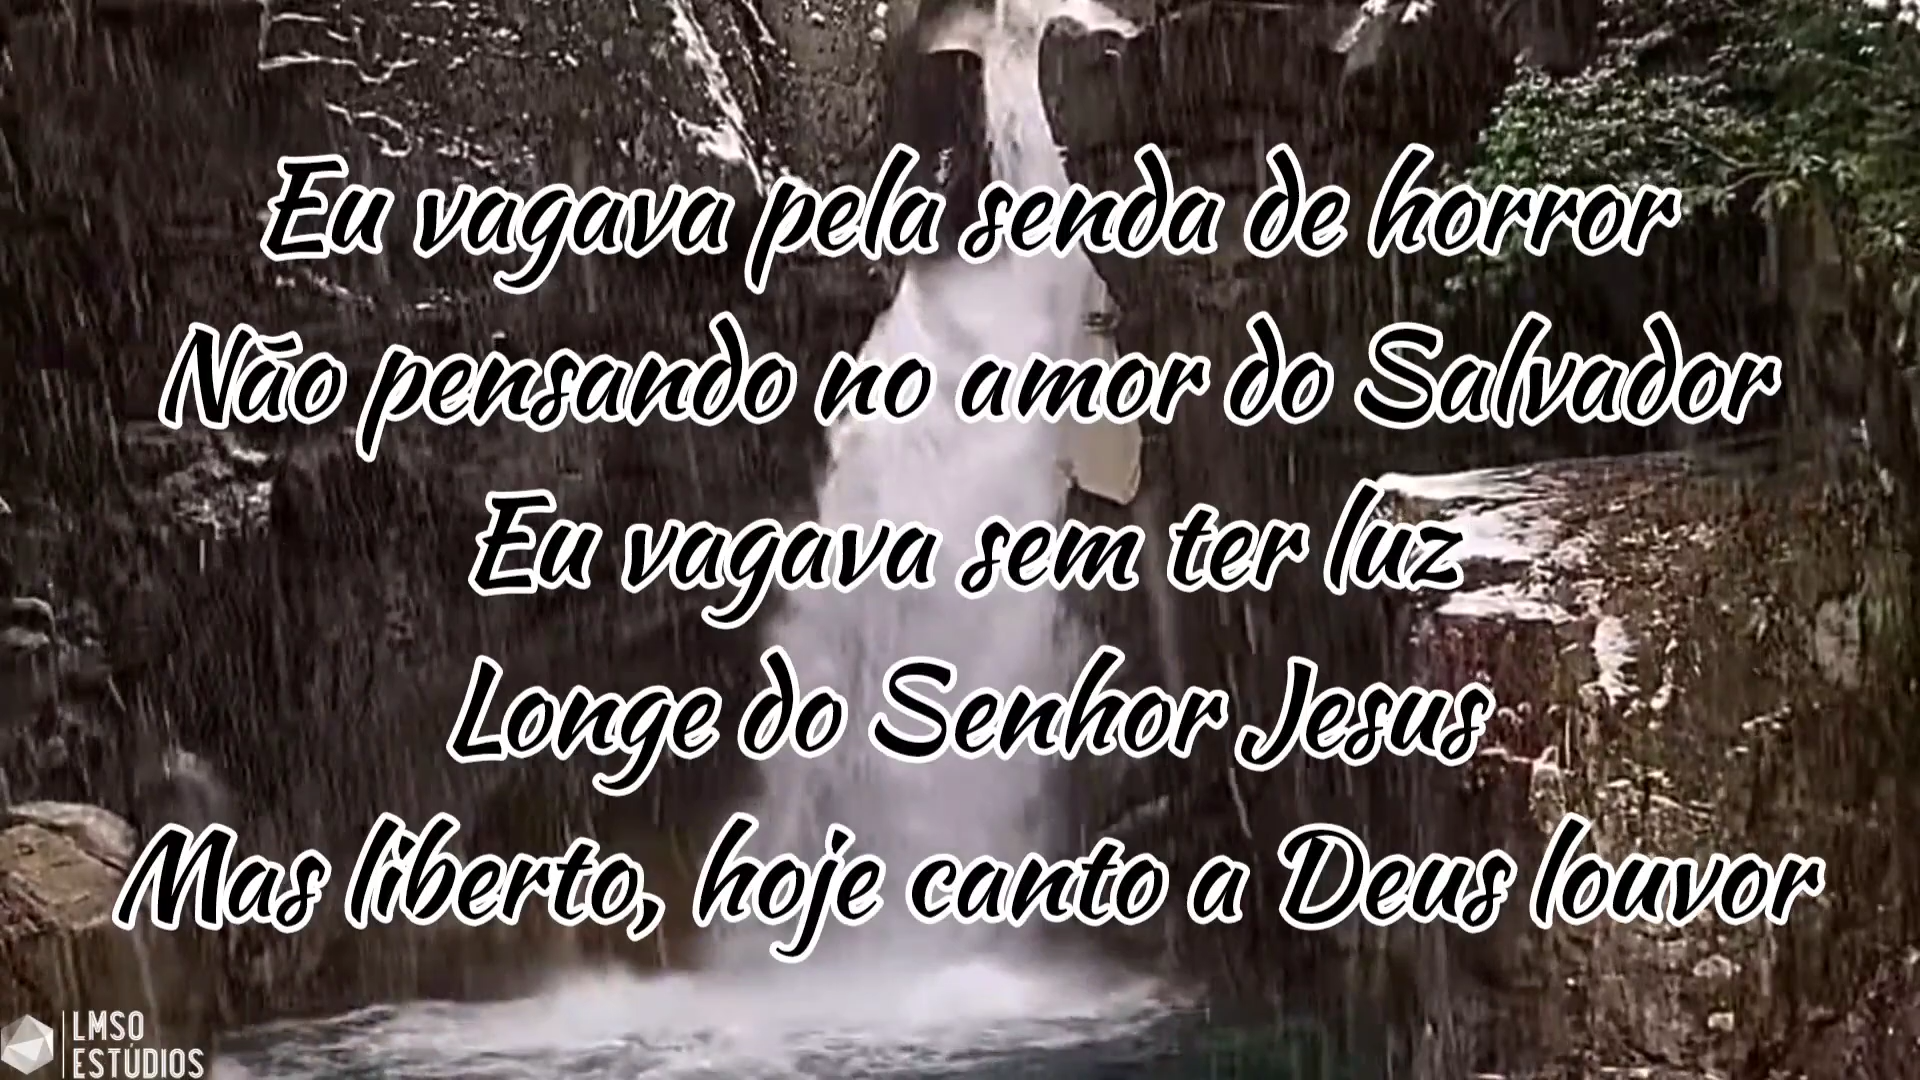 Eu vagava pela senda de horror
Não pensando no amor do Salvador
Eu vagava sem ter luz
Longe do Senhor Jesus
Mas liberto, hoje canto a Deus louvor
LMSO
ESTÚDIOS